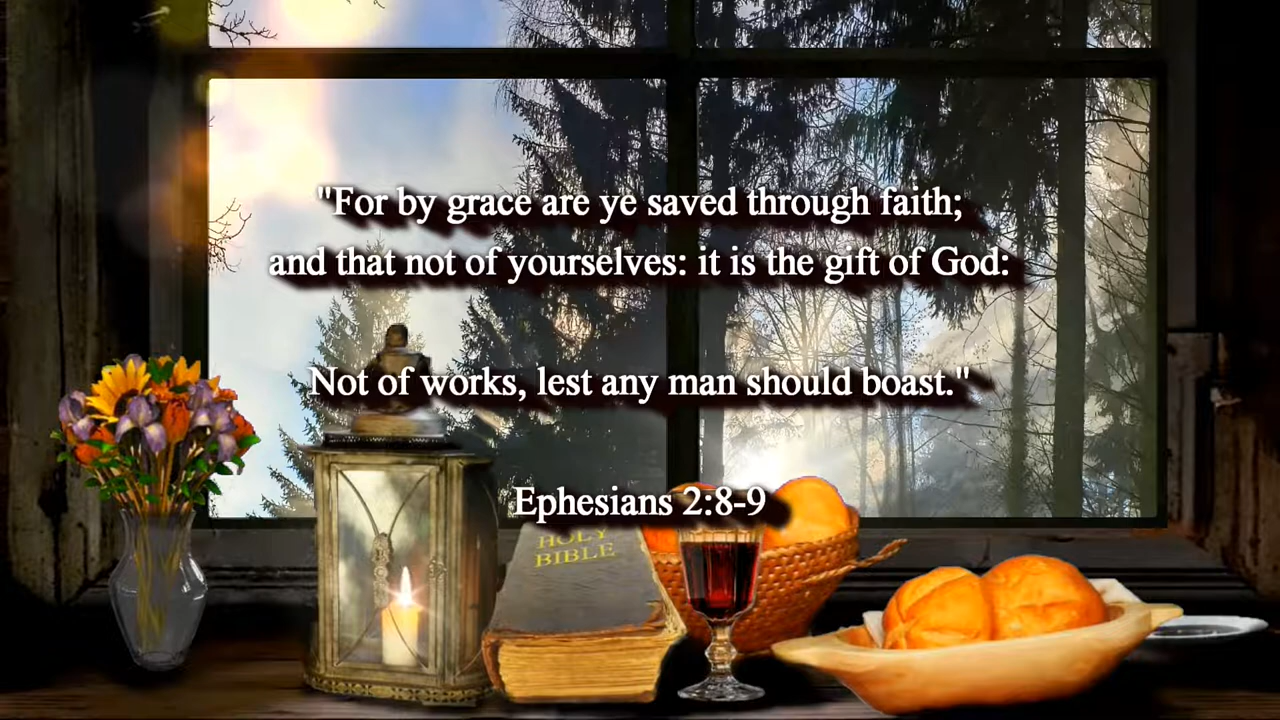 "For by grace are ye saved through faith;
and that not of yourselves: it is the gift of God:
Not of works, lest any man should boast."
Ephesians 2:8-9
HOLY
BIBLE